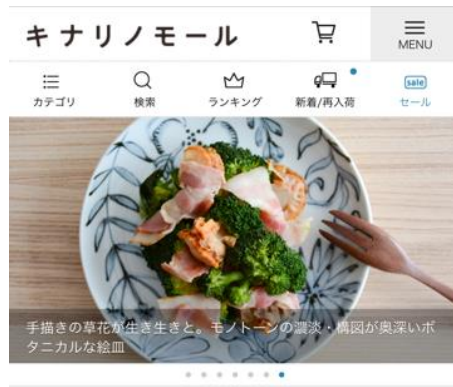 キナリノモール
MENU
カテゴリ
検索
ランキング
新着/再入荷
sale
セール
手描きの草花が生き生きと。モノトーンの濃淡・構図が奥深いボ
タニカルな絵皿